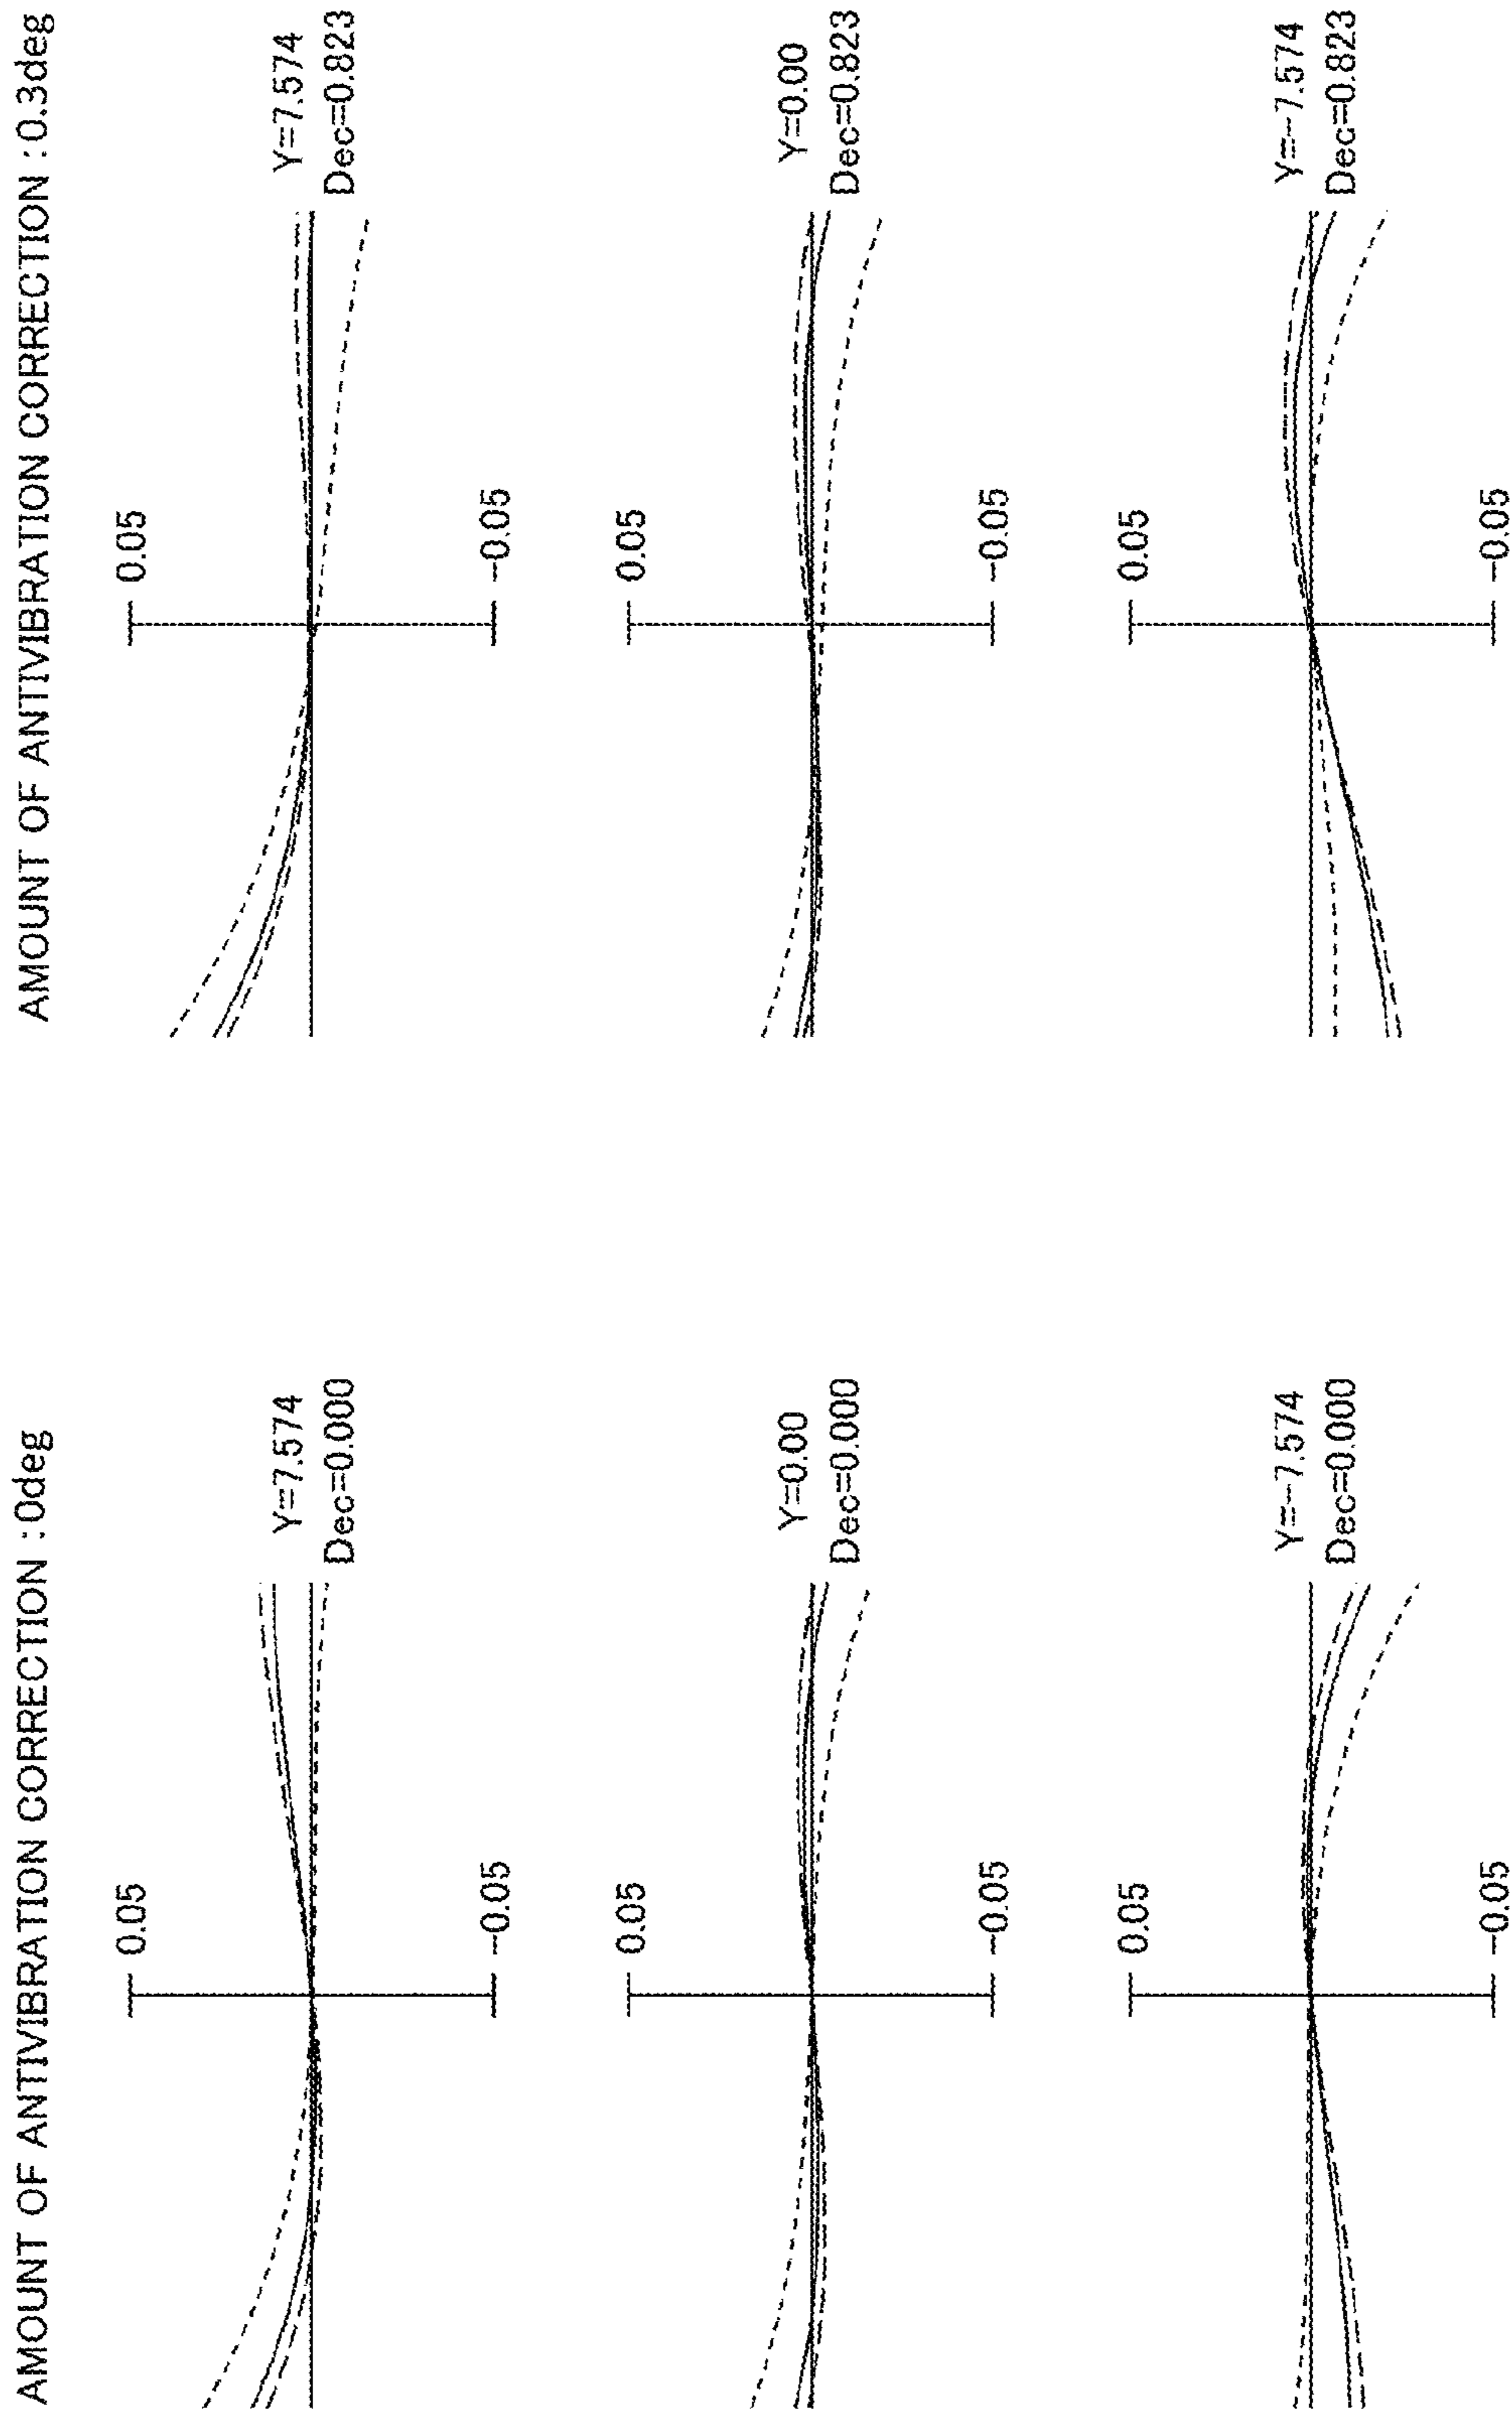 AMOUNT OF ANTIVIBRATION CORRECTION : 0deg
0.05
Y=7.574
Dec=0.000
-0.05
0.05
Y=0.00
Dec=0.000
-0.05
0.05
Y=-7.574
Dec=0.000
-0.05
AMOUNT OF ANTIVIBRATION CORRECTION : 0.3deg
0.05
Y=7.574
Dec=0.823
-0.05
0.05
Y=0.00
Dec=0.823
-0.05
0.05
Y=-7.574
Dec=0.823
-0.05